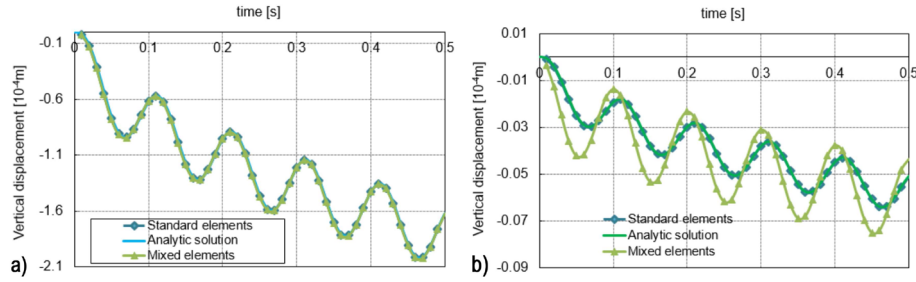 time [s]
0 0.1 0.2 0.3 0.4 0.5
-0.1
-0.6
-1.1
-1.6
-2.1
Vertical displacement [10⁻⁴m]
Standard elements
Analytic solution
Mixed elements
a)
time [s]
0 0.1 0.2 0.3 0.4 0.5
0.01
-0.01
-0.03
-0.05
-0.07
-0.09
Vertical displacement [10⁻⁴m]
Standard elements
Analytic solution
Mixed elements
b)